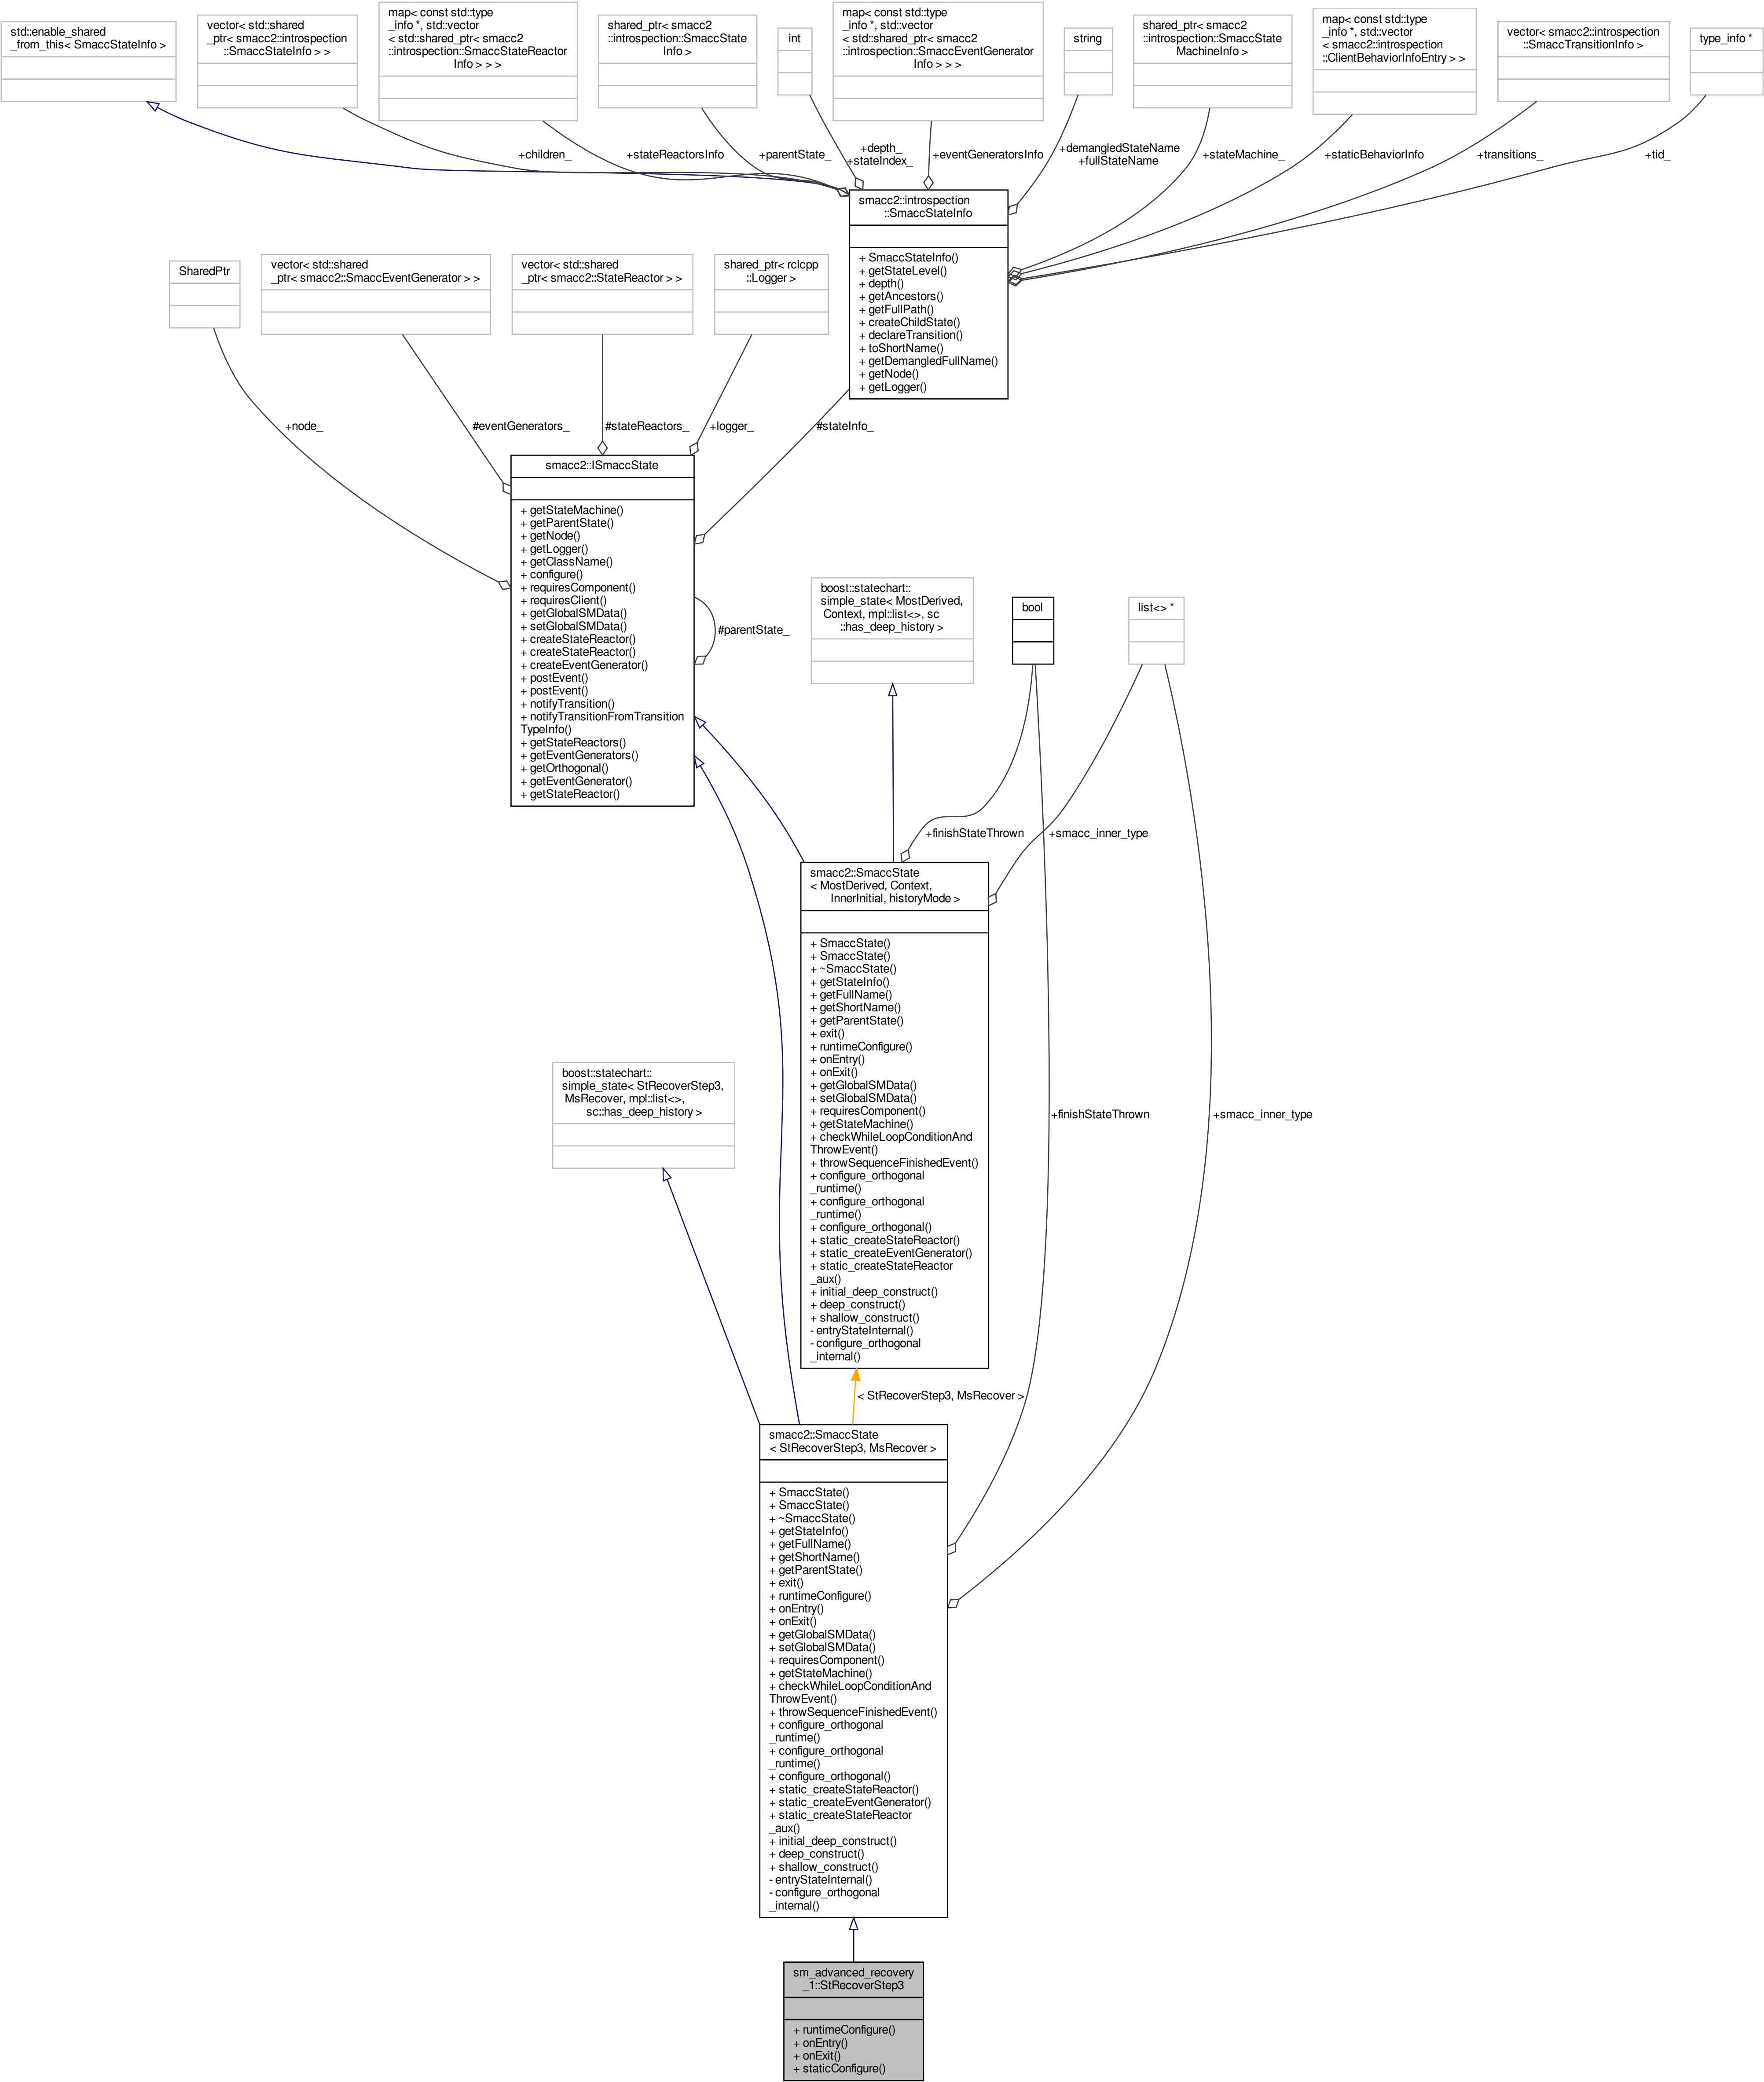 std::enable_shared
_from_this< SmaccStateInfo >
vector< std::shared
_ptr< smacc2::introspection
::SmaccStateInfo > >
map< const std::type
_info *, std::vector
< std::shared_ptr< smacc2
::introspection::SmaccStateReactor
Info > > >
shared_ptr< smacc2
::introspection::SmaccState
Info >
int
map< const std::type
_info *, std::vector
< std::shared_ptr< smacc2
::introspection::SmaccEventGenerator
Info > > >
string
shared_ptr< smacc2
::introspection::SmaccState
MachineInfo >
map< const std::type
_info *, std::vector
< smacc2::introspection
::ClientBehaviorInfoEntry > >
vector< smacc2::introspection
::SmaccTransitionInfo >
type_info *
+children_
+stateReactorsInfo
+parentState_
+depth_
+stateIndex_
+eventGeneratorsInfo
+demangledStateName
+fullStateName
+stateMachine_
+staticBehaviorInfo
+transitions_
+tid_
smacc2::introspection
::SmaccStateInfo
+ SmaccStateInfo()
+ getStateLevel()
+ depth()
+ getAncestors()
+ getFullPath()
+ createChildState()
+ declareTransition()
+ toShortName()
+ getDemangledFullName()
+ getNode()
+ getLogger()
SharedPtr
vector< std::shared
_ptr< smacc2::SmaccEventGenerator > >
vector< std::shared
_ptr< smacc2::StateReactor > >
shared_ptr< rclcpp
::Logger >
+node_
#eventGenerators_
#stateReactors_
+logger_
#stateInfo_
smacc2::ISmaccState
+ getStateMachine()
+ getParentState()
+ getNode()
+ getLogger()
+ getClassName()
+ configure()
+ requiresComponent()
+ requiresClient()
+ getGlobalSMData()
+ setGlobalSMData()
+ createStateReactor()
+ createStateReactor()
+ createEventGenerator()
+ postEvent()
+ postEvent()
+ notifyTransition()
+ notifyTransitionFromTransition
TypeInfo()
+ getStateReactors()
+ getEventGenerators()
+ getOrthogonal()
+ getEventGenerator()
+ getStateReactor()
#parentState_
boost::statechart::
simple_state< MostDerived,
Context, mpl::list<>, sc
::has_deep_history >
bool
list<> *
+finishStateThrown
+smacc_inner_type
smacc2::SmaccState
< MostDerived, Context,
InnerInitial, historyMode >
+ SmaccState()
+ SmaccState()
+ ~SmaccState()
+ getStateInfo()
+ getFullName()
+ getShortName()
+ getParentState()
+ exit()
+ runtimeConfigure()
+ onEntry()
+ onExit()
+ getGlobalSMData()
+ setGlobalSMData()
+ requiresComponent()
+ getStateMachine()
+ checkWhileLoopConditionAnd
ThrowEvent()
+ throwSequenceFinishedEvent()
+ configure_orthogonal
_runtime()
+ configure_orthogonal
_runtime()
+ configure_orthogonal()
+ static_createStateReactor()
+ static_createEventGenerator()
+ static_createStateReactor
_aux()
+ initial_deep_construct()
+ deep_construct()
+ shallow_construct()
- entryStateInternal()
- configure_orthogonal
_internal()
boost::statechart::
simple_state< StRecoverStep3,
MsRecover, mpl::list<>,
sc::has_deep_history >
+finishStateThrown
+smacc_inner_type
< StRecoverStep3, MsRecover >
smacc2::SmaccState
< StRecoverStep3, MsRecover >
+ SmaccState()
+ SmaccState()
+ ~SmaccState()
+ getStateInfo()
+ getFullName()
+ getShortName()
+ getParentState()
+ exit()
+ runtimeConfigure()
+ onEntry()
+ onExit()
+ getGlobalSMData()
+ setGlobalSMData()
+ requiresComponent()
+ getStateMachine()
+ checkWhileLoopConditionAnd
ThrowEvent()
+ throwSequenceFinishedEvent()
+ configure_orthogonal
_runtime()
+ configure_orthogonal
_runtime()
+ configure_orthogonal()
+ static_createStateReactor()
+ static_createEventGenerator()
+ static_createStateReactor
_aux()
+ initial_deep_construct()
+ deep_construct()
+ shallow_construct()
- entryStateInternal()
- configure_orthogonal
_internal()
sm_advanced_recovery
_1::StRecoverStep3
+ runtimeConfigure()
+ onEntry()
+ onExit()
+ staticConfigure()